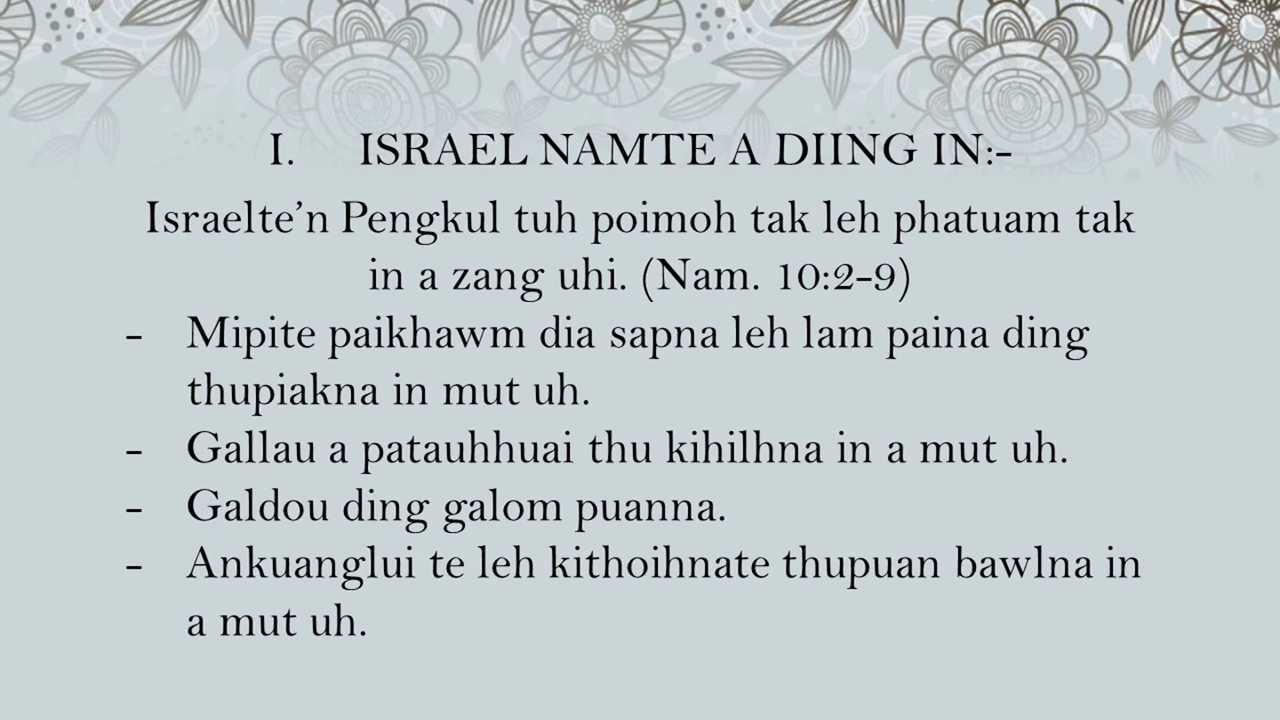 I. ISRAEL NAMTE A DIING IN:-
Israelte’n Pengkul tuh poimoh tak leh phatuam tak
in a zang uhi. (Nam. 10:2-9)
- Mipite paikhawm dia sapna leh lam paina ding
thupiakna in mut uh.
- Gallau a patauhhuai thu kihilhna in a mut uh.
- Galdou ding galom puanna.
- Ankuanglui te leh kithoihnate thupuan bawlna in
a mut uh.